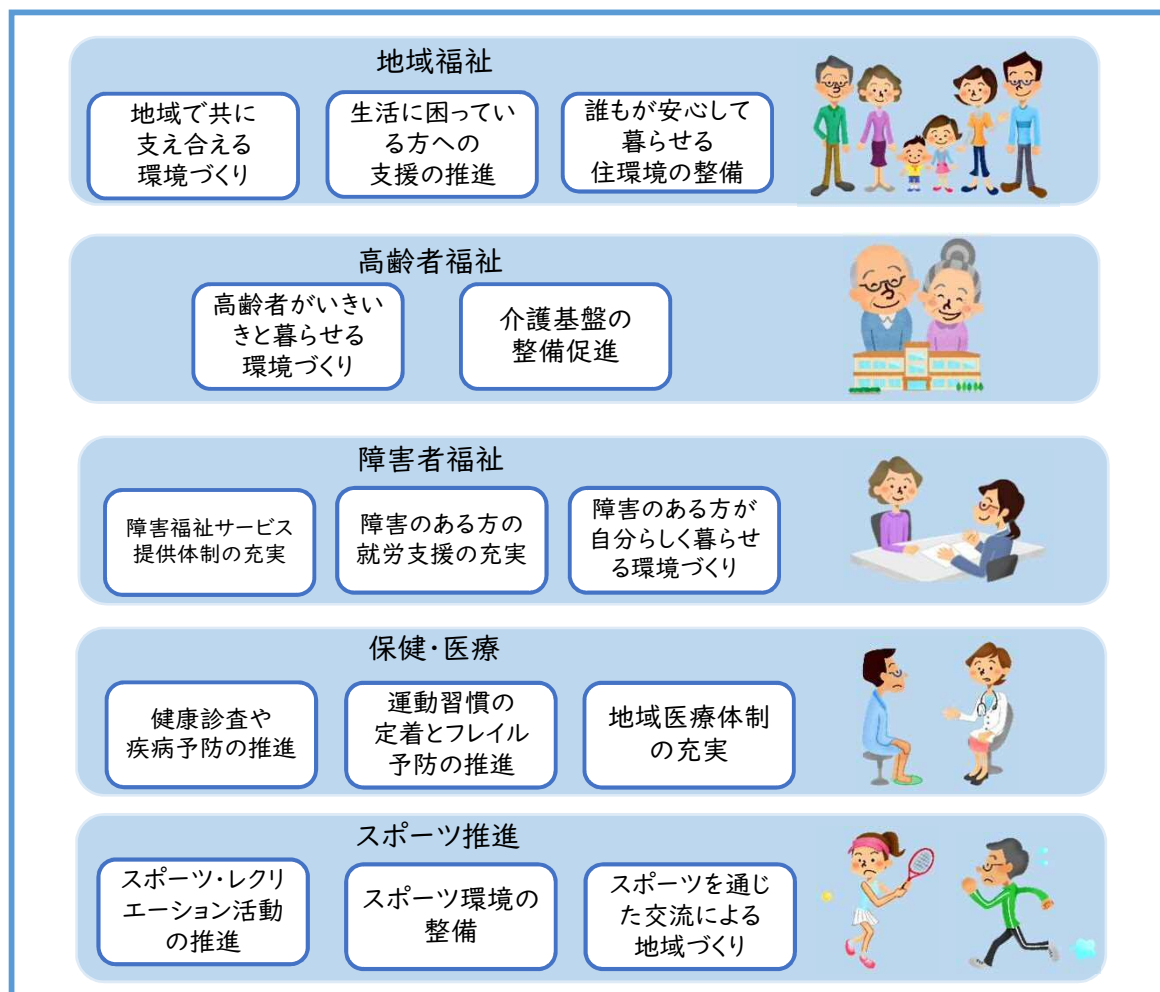 地域福祉
地域で共に
支え合える
環境づくり
生活に困ってい
る方への
支援の推進
誰もが安心して
暮らせる
住環境の整備
高齢者福祉
高齢者がいきい
きと暮らせる
環境づくり
介護基盤の
整備促進
障害者福祉
障害福祉サービス
提供体制の充実
障害のある方の
就労支援の充実
障害のある方が
自分らしく暮らせ
る環境づくり
保健・医療
健康診査や
疾病予防の推進
運動習慣の
定着とフレイル
予防の推進
地域医療体制
の充実
スポーツ推進
スポーツ・レクリ
エーション活動
の推進
スポーツ環境の
整備
スポーツを通じ
た交流による
地域づくり